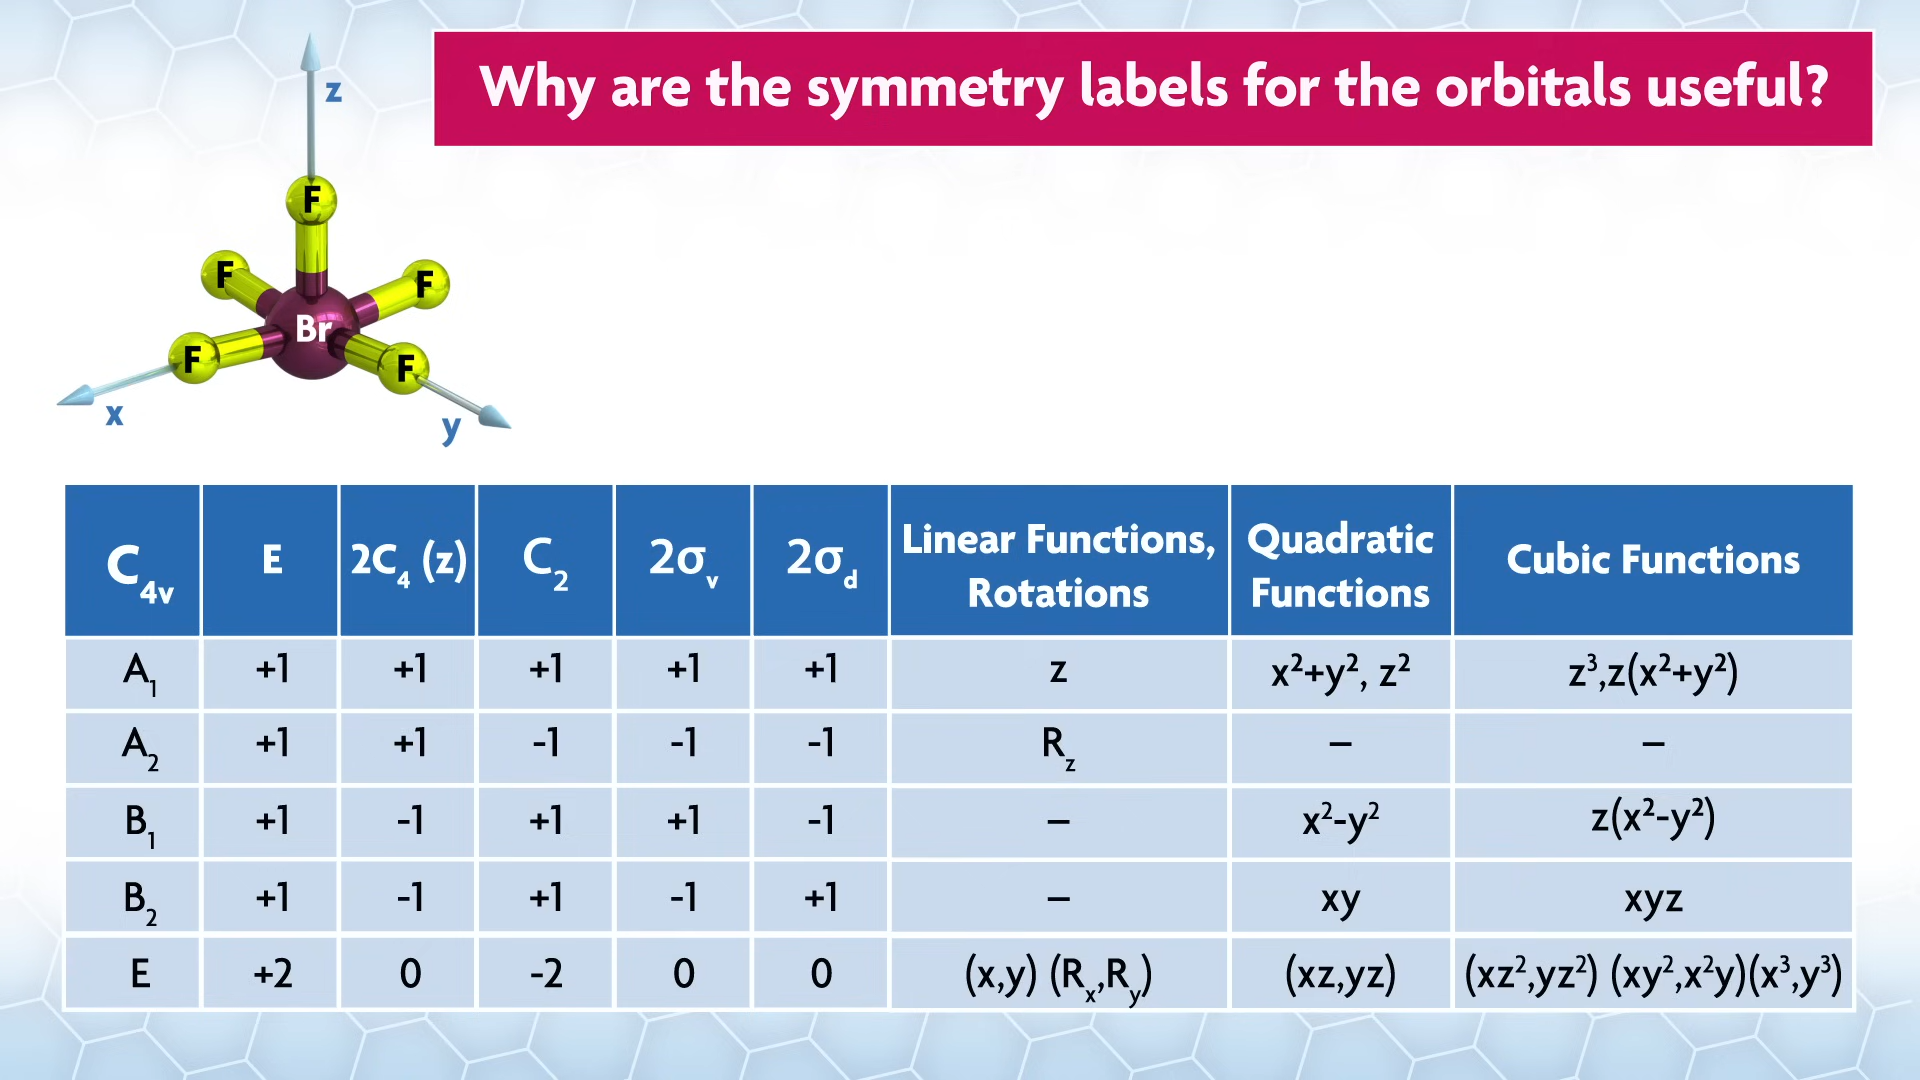 Why are the symmetry labels for the orbitals useful?
z
F
F
F
Br
F
F
x
y
C₄ᵥ E 2C₄ (z) C₂ 2σᵥ 2σd Linear Functions, Rotations Quadratic Functions Cubic Functions
A₁ +1 +1 +1 +1 +1 z x²+y², z² z³,z(x²+y²)
A₂ +1 +1 -1 -1 -1 Rz – –
B₁ +1 -1 +1 +1 -1 – x²-y² z(x²-y²)
B₂ +1 -1 +1 -1 +1 – xy xyz
E +2 0 -2 0 0 (x,y) (Rₓ,Ry) (xz,yz) (xz²,yz²) (xy²,x²y)(x³,y³)